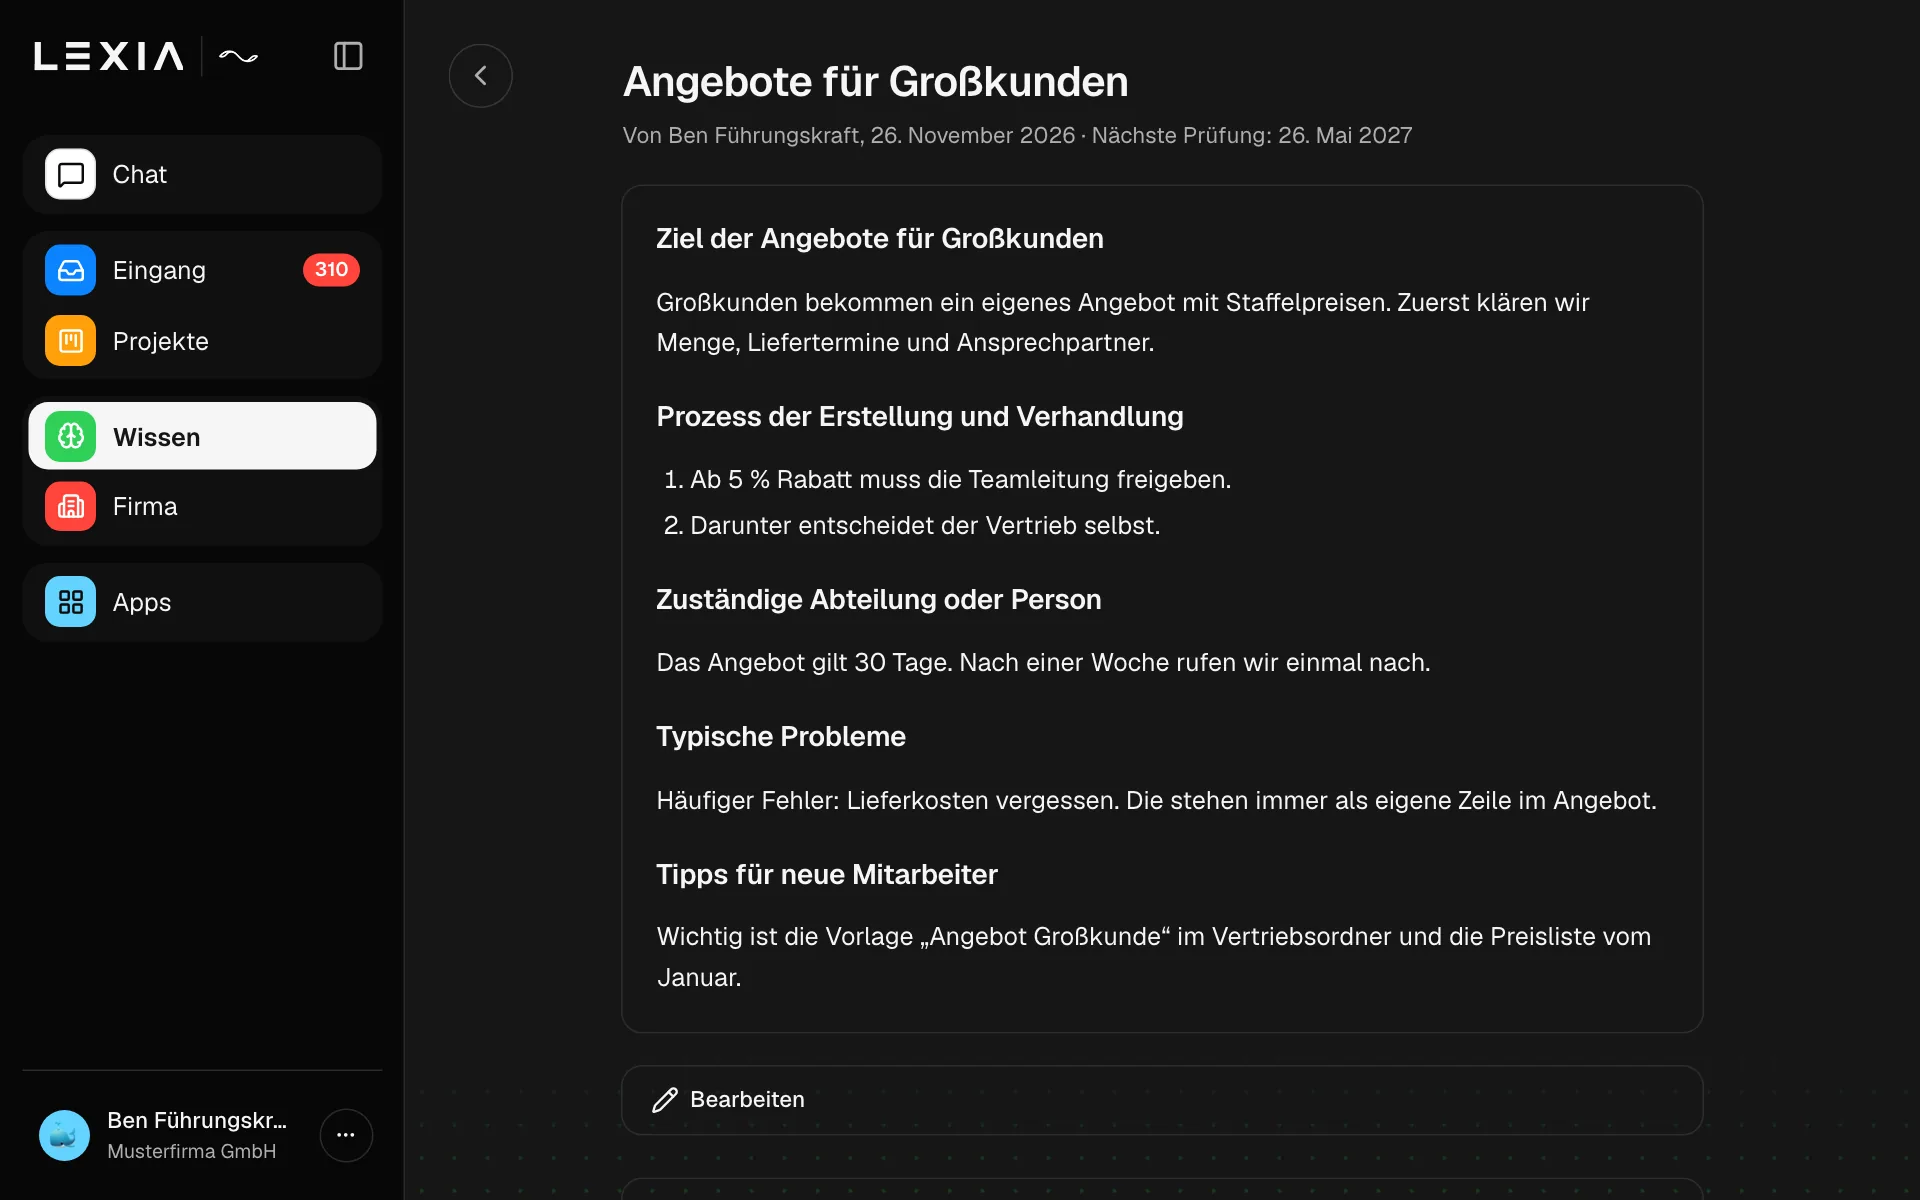 LEXIA
Chat
Eingang 310
Projekte
Wissen
Firma
Apps
Ben Führungskr...
Musterfirma GmbH
Angebote für Großkunden
Von Ben Führungskraft, 26. November 2026 · Nächste Prüfung: 26. Mai 2027
Ziel der Angebote für Großkunden
Großkunden bekommen ein eigenes Angebot mit Staffelpreisen. Zuerst klären wir
Menge, Liefertermine und Ansprechpartner.
Prozess der Erstellung und Verhandlung
1. Ab 5 % Rabatt muss die Teamleitung freigeben.
2. Darunter entscheidet der Vertrieb selbst.
Zuständige Abteilung oder Person
Das Angebot gilt 30 Tage. Nach einer Woche rufen wir einmal nach.
Typische Probleme
Häufiger Fehler: Lieferkosten vergessen. Die stehen immer als eigene Zeile im Angebot.
Tipps für neue Mitarbeiter
Wichtig ist die Vorlage „Angebot Großkunde“ im Vertriebsordner und die Preisliste vom
Januar.
Bearbeiten